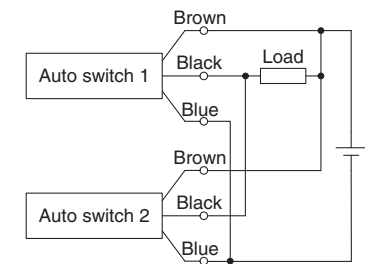 Brown
Auto switch 1
Black
Load
Blue
Brown
Auto switch 2
Black
Blue